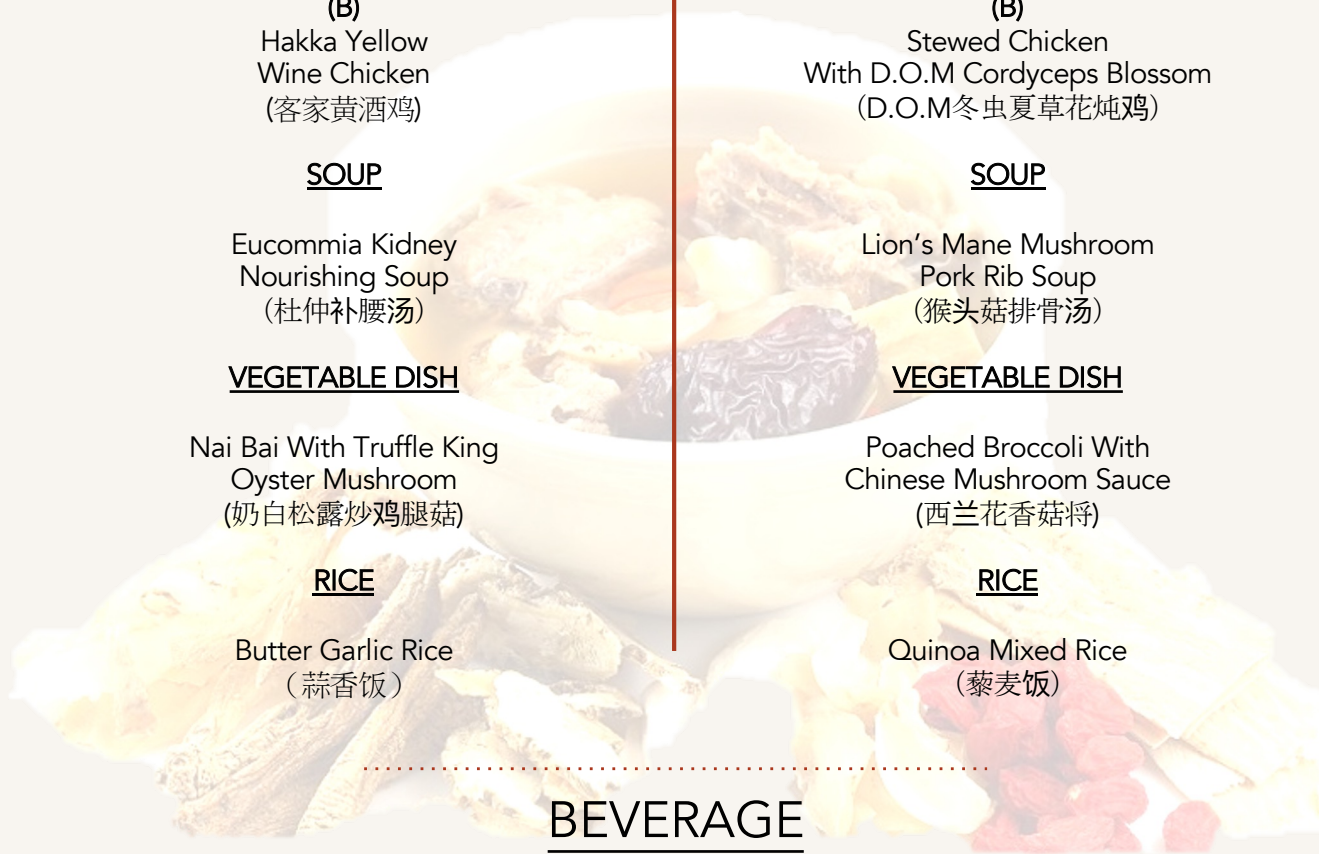 (B)
Hakka Yellow
Wine Chicken
(客家黄酒鸡)
SOUP
Eucommia Kidney
Nourishing Soup
（杜仲补腰汤）
VEGETABLE DISH
Nai Bai With Truffle King
Oyster Mushroom
(奶白松露炒鸡腿菇)
RICE
Butter Garlic Rice
（蒜香饭）
(B)
Stewed Chicken
With D.O.M Cordyceps Blossom
（D.O.M冬虫夏草花炖鸡）
SOUP
Lion’s Mane Mushroom
Pork Rib Soup
（猴头菇排骨汤）
VEGETABLE DISH
Poached Broccoli With
Chinese Mushroom Sauce
(西兰花香菇将)
RICE
Quinoa Mixed Rice
（藜麦饭）
BEVERAGE